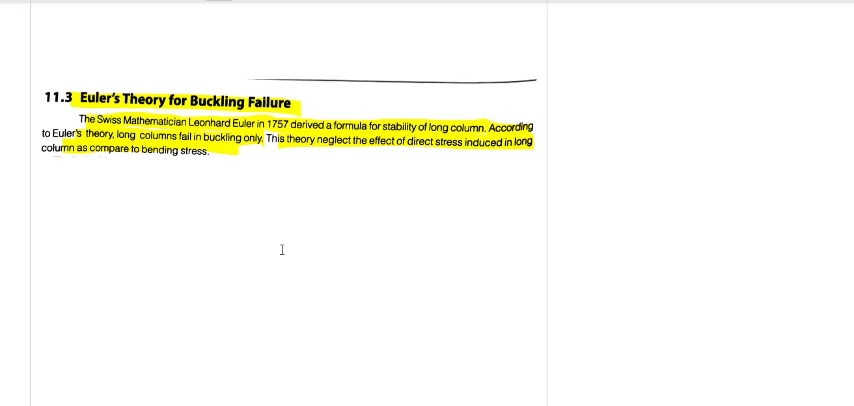 11.3 Euler's Theory for Buckling Failure
The Swiss Mathematician Leonhard Euler in 1757 derived a formula for stability of long column. According
to Euler's theory, long columns fail in buckling only. This theory neglect the effect of direct stress induced in long
column as compare to bending stress.